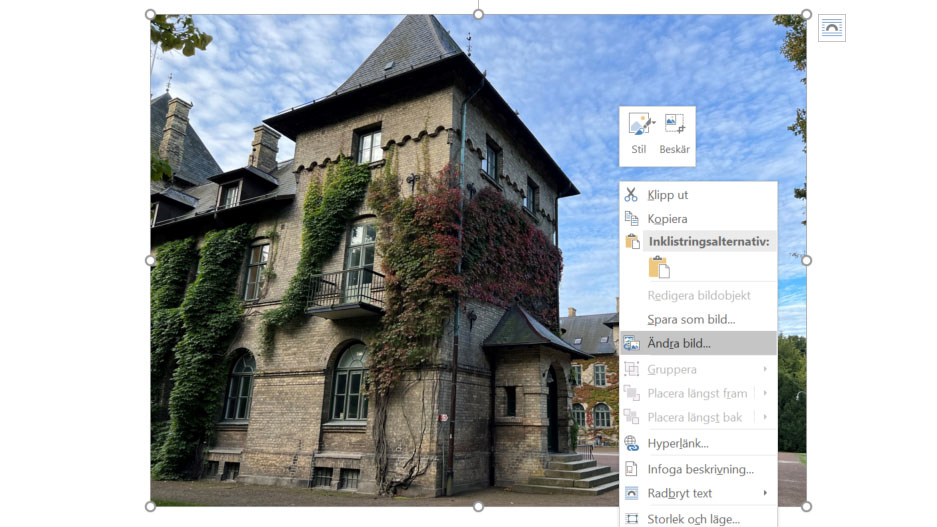 Stil
Beskär
Klipp ut
Kopiera
Inklistringsalternativ:
Redigera bildobjekt
Spara som bild...
Ändra bild...
Gruppera
Placera längst fram
Placera längst bak
Hyperlänk...
Infoga beskrivning...
Radbryt text
Storlek och läge...